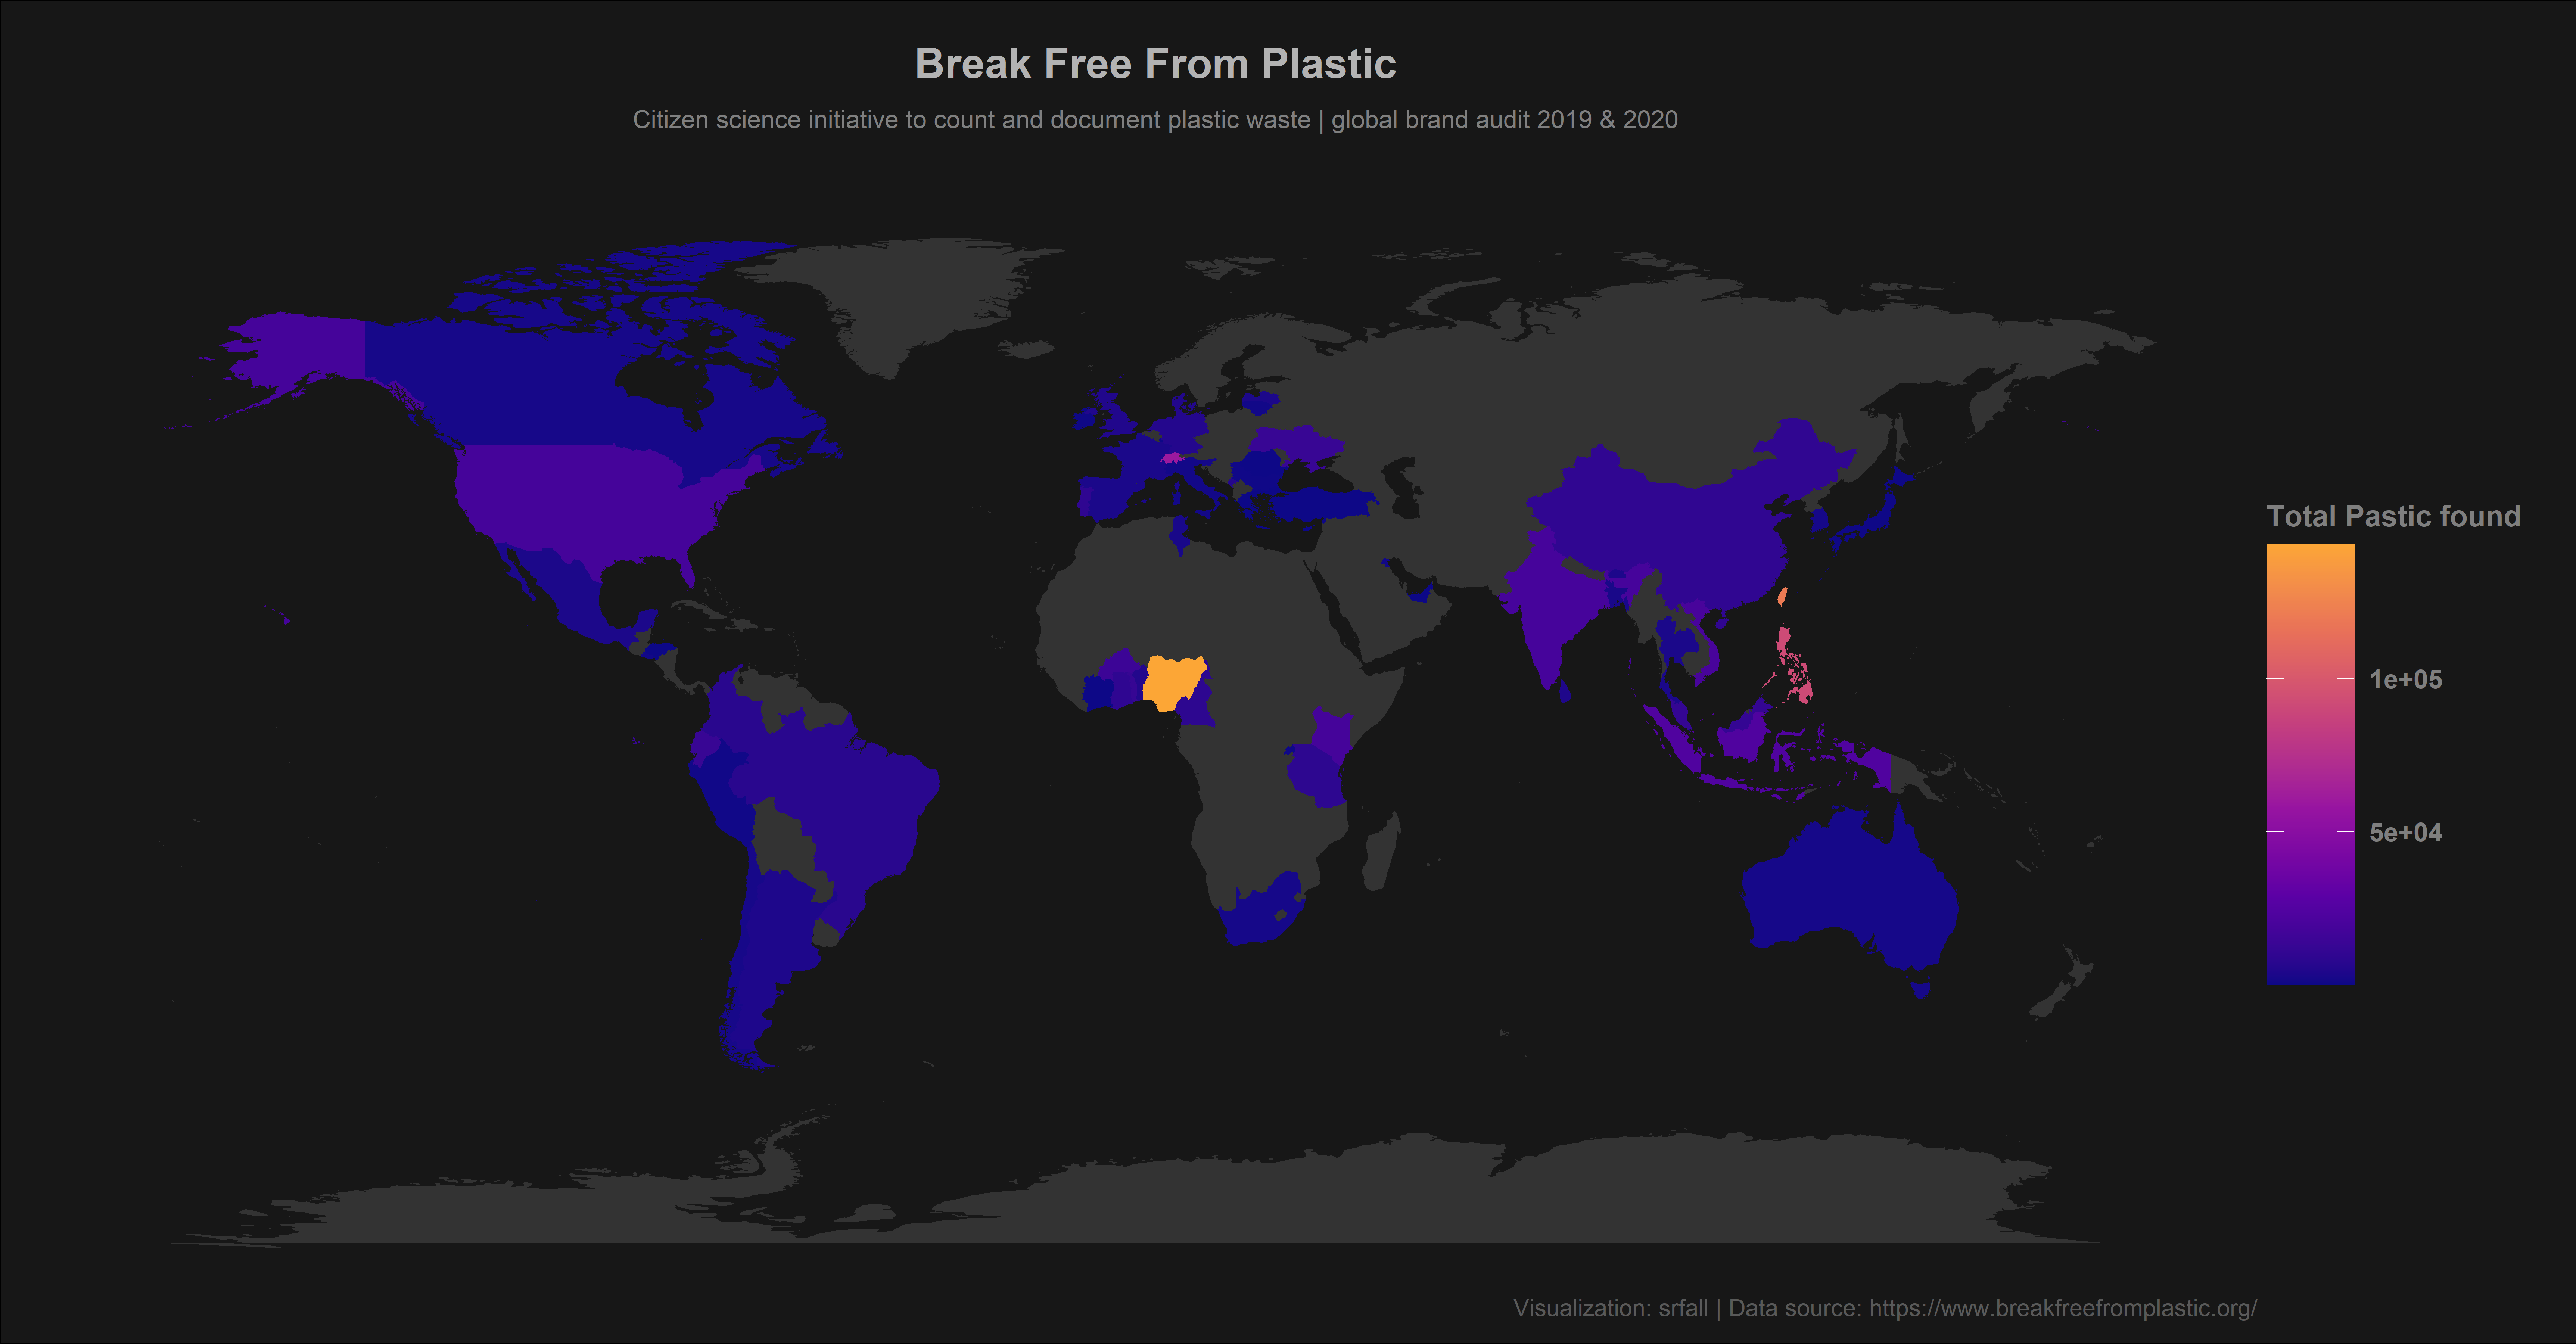 Break Free From Plastic
Citizen science initiative to count and document plastic waste | global brand audit 2019 & 2020
Total Pastic found
1e+05
5e+04
Visualization: srfall | Data source: https://www.breakfreefromplastic.org/